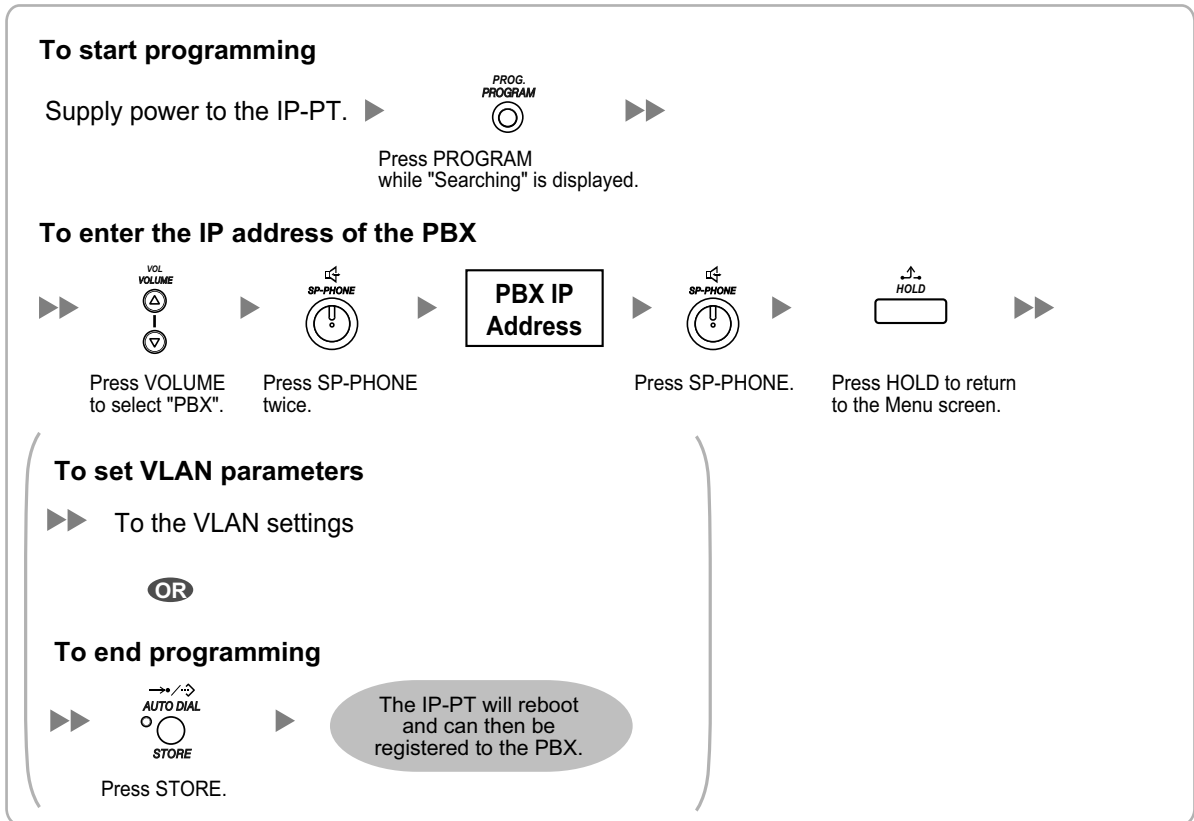 To start programming
Supply power to the IP-PT.
PROG.
PROGRAM
Press PROGRAM
while "Searching" is displayed.
To enter the IP address of the PBX
VOL
VOLUME
Press VOLUME
to select "PBX".
SP-PHONE
Press SP-PHONE
twice.
PBX IP
Address
SP-PHONE
Press SP-PHONE.
HOLD
Press HOLD to return
to the Menu screen.
To set VLAN parameters
To the VLAN settings
OR
To end programming
AUTO DIAL
STORE
Press STORE.
The IP-PT will reboot
and can then be
registered to the PBX.